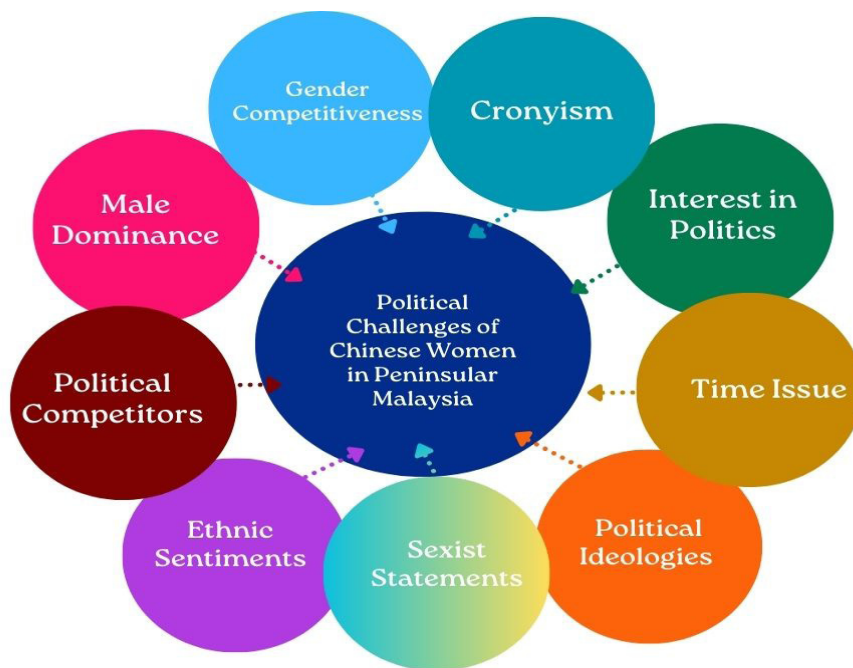 Gender
Competitiveness
Cronyism
Male
Dominance
Interest in
Politics
Political
Challenges of
Chinese Women
in Peninsular
Malaysia
Political
Competitors
Time Issue
Ethnic
Sentiments
Sexist
Statements
Political
Ideologies